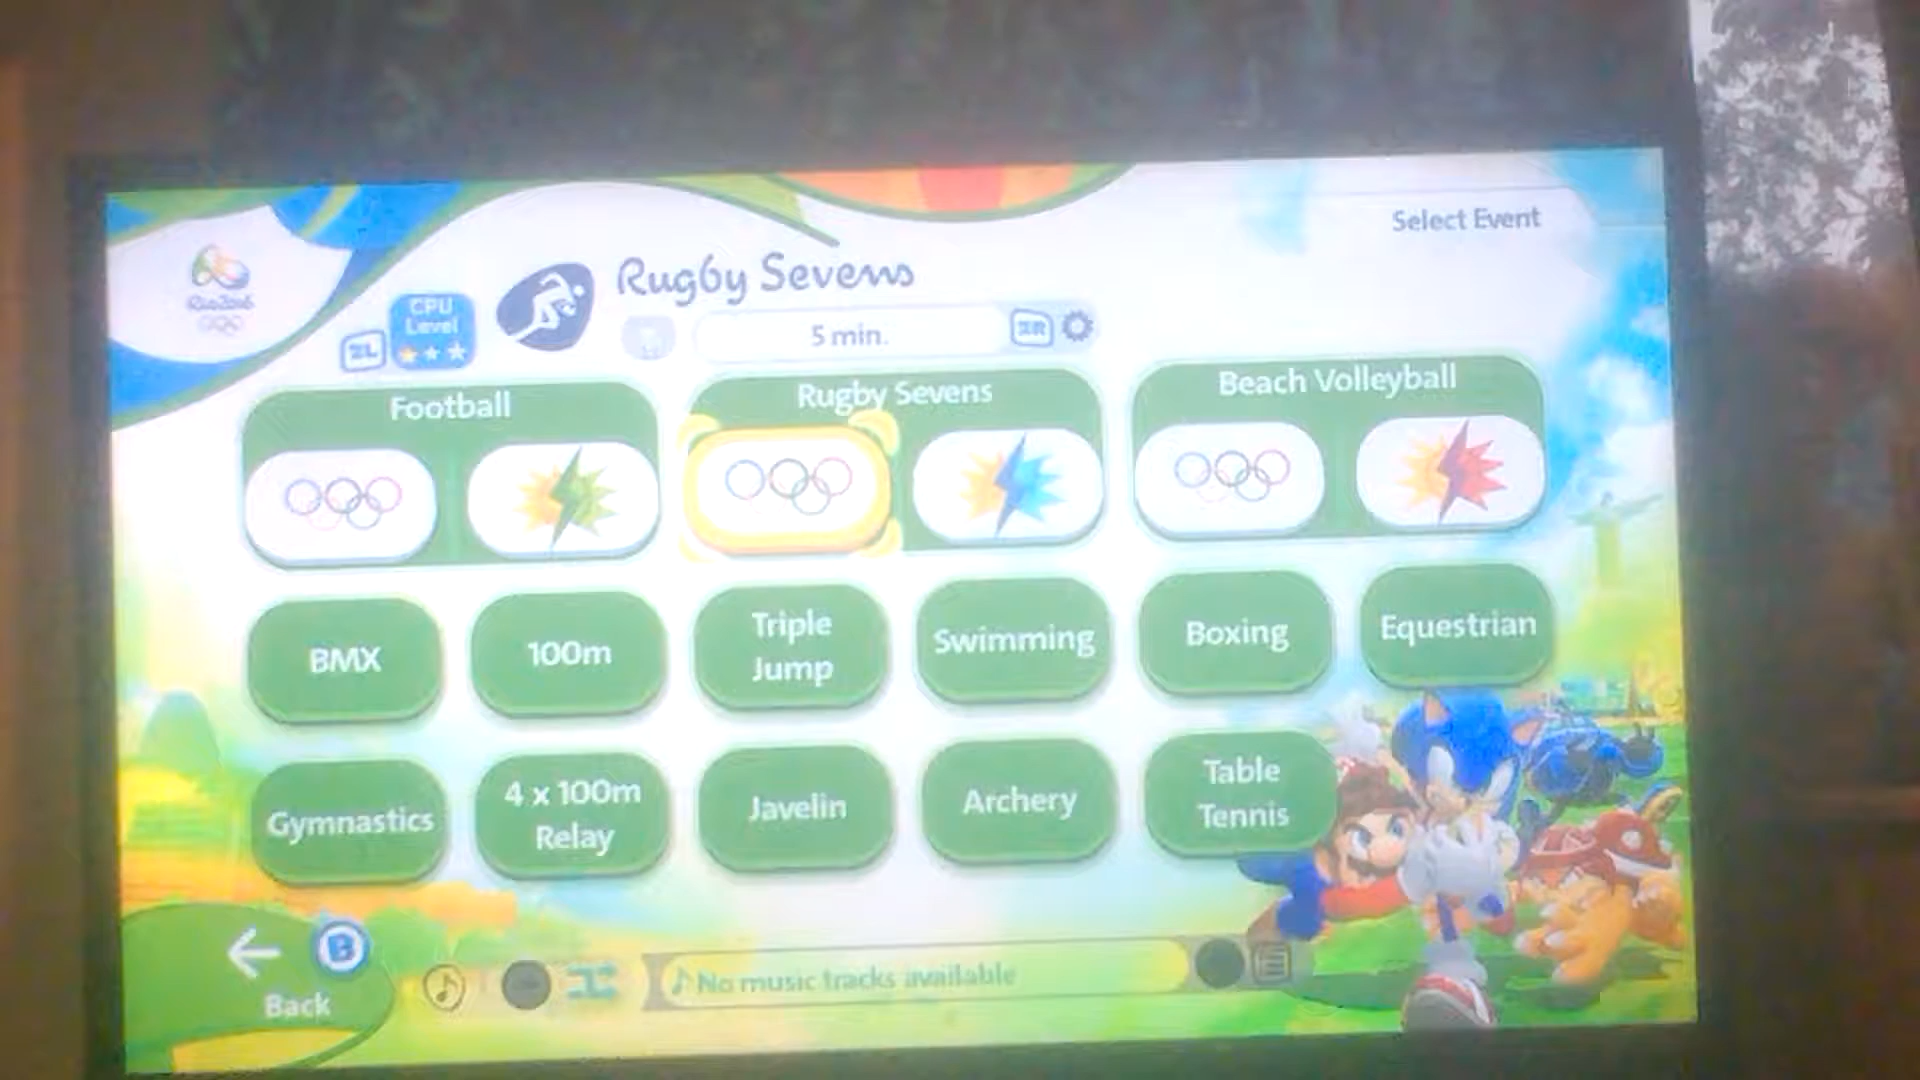 Select Event
Rio2016
Rugby Sevens
CPU
Level
ZL
5 min.
ZR
Football
Rugby Sevens
Beach Volleyball
BMX
100m
Triple
Jump
Swimming
Boxing
Equestrian
Gymnastics
4 x 100m
Relay
Javelin
Archery
Table
Tennis
B
Back
No music tracks available